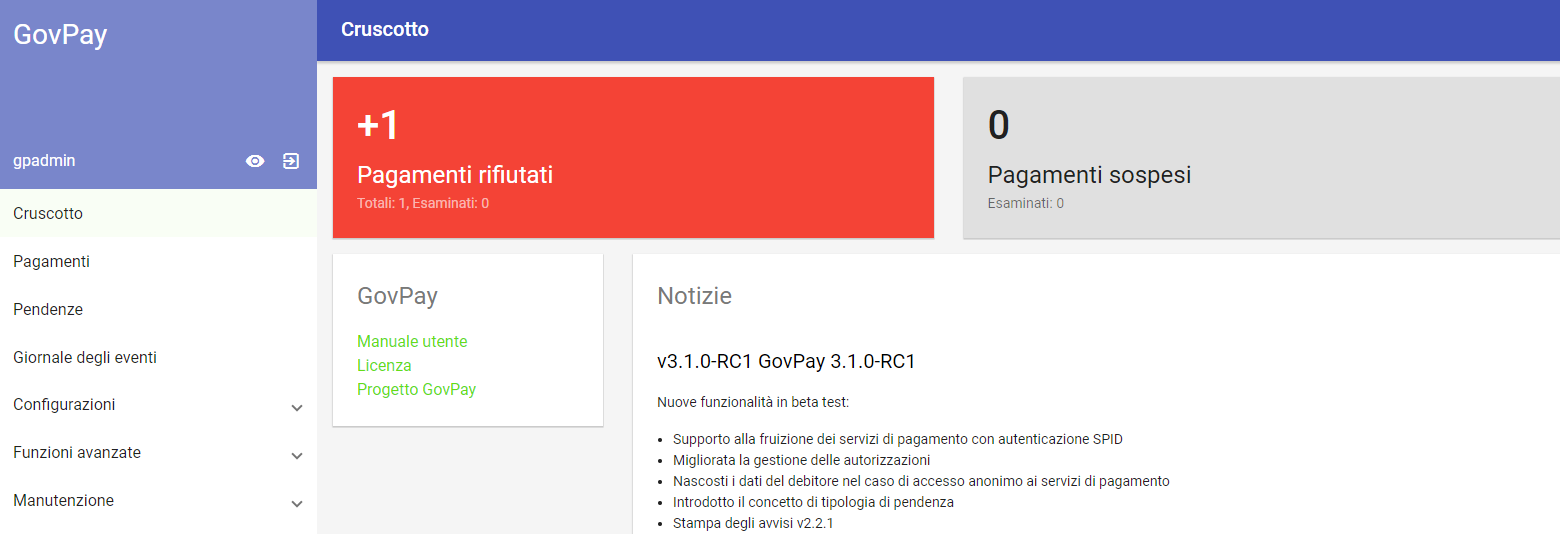 GovPay
gpadmin
Cruscotto
Pagamenti
Pendenze
Giornale degli eventi
Configurazioni
Funzioni avanzate
Manutenzione
Cruscotto
+1
Pagamenti rifiutati
Totali: 1, Esaminati: 0
0
Pagamenti sospesi
Esaminati: 0
GovPay
Manuale utente
Licenza
Progetto GovPay
Notizie
v3.1.0-RC1 GovPay 3.1.0-RC1
Nuove funzionalità in beta test:
• Supporto alla fruizione dei servizi di pagamento con autenticazione SPID
• Migliorata la gestione delle autorizzazioni
• Nascosti i dati del debitore nel caso di accesso anonimo ai servizi di pagamento
• Introdotto il concetto di tipologia di pendenza
• Stampa degli avvisi v2.2.1